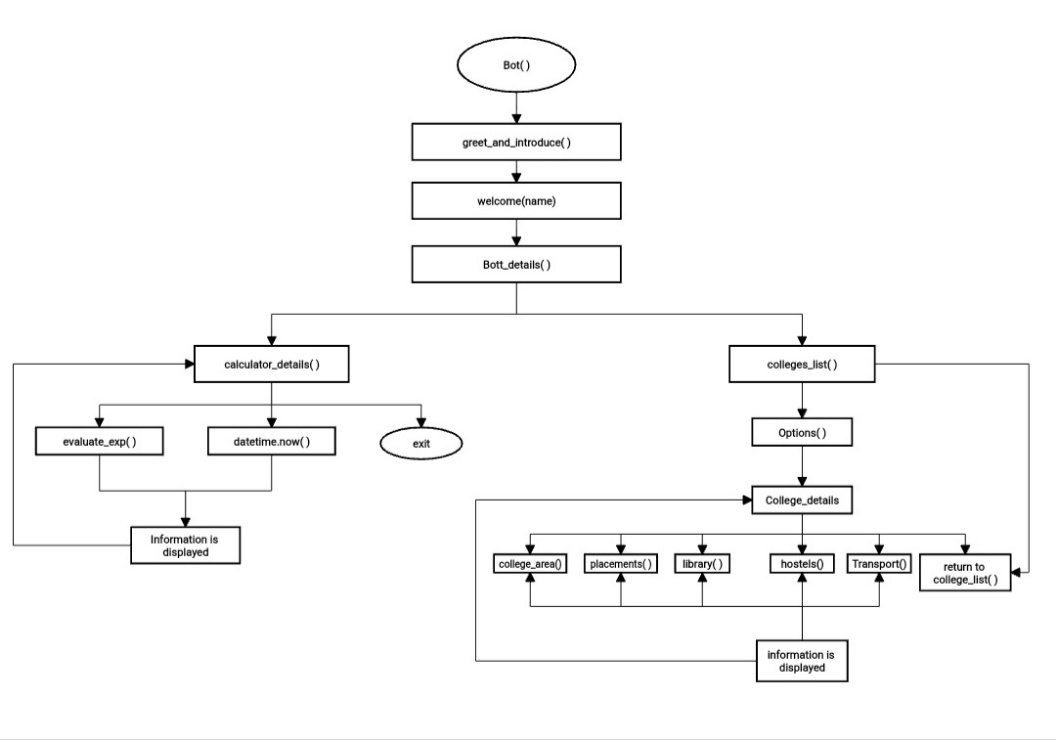 Bot( )
greet_and_introduce( )
welcome(name)
Bott_details( )
calculator_details( )
colleges_list( )
evaluate_exp( )
datetime.now( )
exit
Options( )
College_details
Information is
displayed
college_area()
placements( )
library( )
hostels()
Transport()
return to
college_list( )
information is
displayed